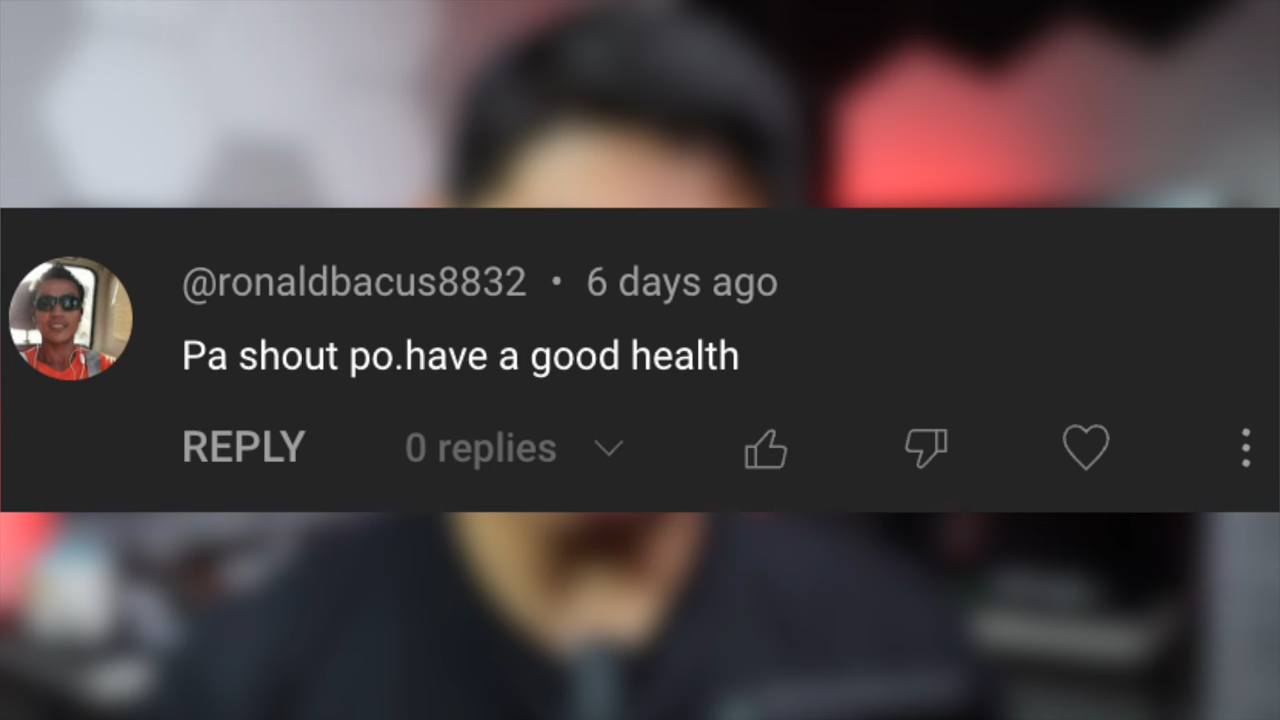 @ronaldbacus8832 • 6 days ago
Pa shout po.have a good health
REPLY 0 replies